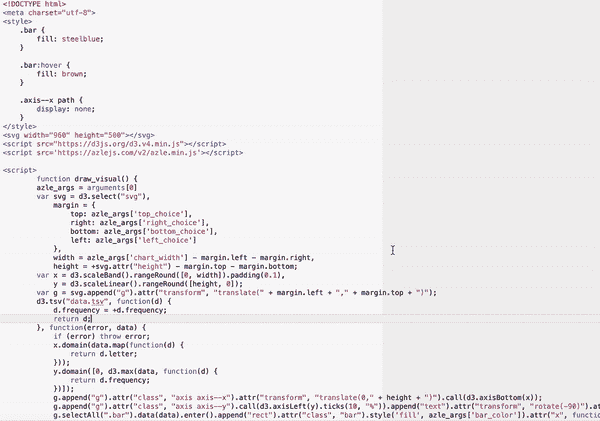 <!DOCTYPE html>
<meta charset="utf-8">
<style>
.bar {
fill: steelblue;
}
.bar:hover {
fill: brown;
}
.axis--x path {
display: none;
}
</style>
<svg width="960" height="500"></svg>
<script src="https://d3js.org/d3.v4.min.js"></script>
<script src='https://azlejs.com/v2/azle.min.js'></script>
<script>
function draw_visual() {
azle_args = arguments[0]
var svg = d3.select("svg"),
margin = {
top: azle_args['top_choice'],
right: azle_args['right_choice'],
bottom: azle_args['bottom_choice'],
left: azle_args['left_choice']
},
width = azle_args['chart_width'] - margin.left - margin.right,
height = +svg.attr("height") - margin.top - margin.bottom;
var x = d3.scaleBand().rangeRound([0, width]).padding(0.1),
y = d3.scaleLinear().rangeRound([height, 0]);
var g = svg.append("g").attr("transform", "translate(" + margin.left + "," + margin.top + ")");
d3.tsv("data.tsv", function(d) {
d.frequency = +d.frequency;
return d;
}, function(error, data) {
if (error) throw error;
x.domain(data.map(function(d) {
return d.letter;
}));
y.domain([0, d3.max(data, function(d) {
return d.frequency;
})]);
g.append("g").attr("class", "axis axis--x").attr("transform", "translate(0," + height + ")").call(d3.axisBottom(x));
g.append("g").attr("class", "axis axis--y").call(d3.axisLeft(y).ticks(10, "%")).append("text").attr("transform", "rotate(-90)").at
g.selectAll(".bar").data(data).enter().append("rect").attr("class", "bar").style('fill', azle_args['bar_color']).attr("x", functi